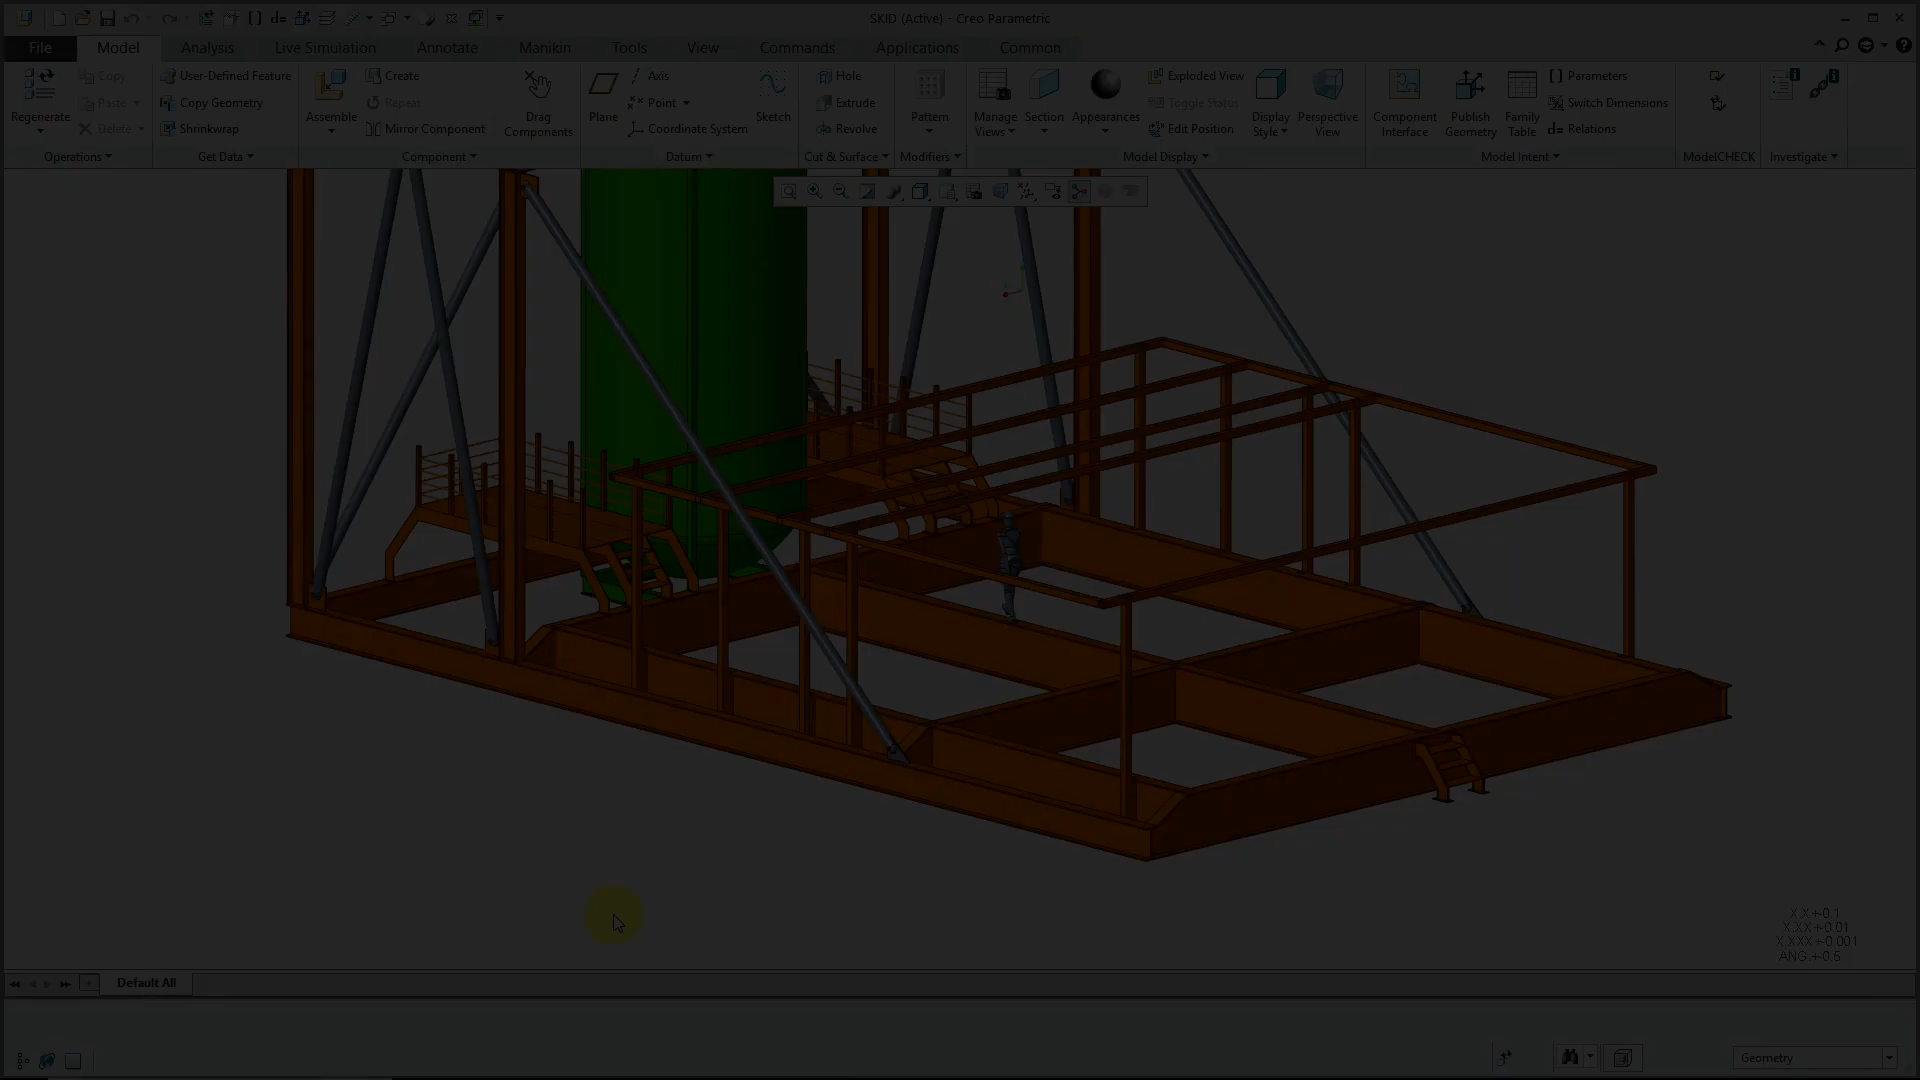 SKID (Active) - Creo Parametric
File Model Analysis Live Simulation Annotate Manikin Tools View Commands Applications Common
Regenerate
Copy
Paste
Delete
Operations
User-Defined Feature
Copy Geometry
Shrinkwrap
Get Data
Assemble
Create
Repeat
Mirror Component
Drag
Components
Component
Plane
Axis
Point
Coordinate System
Sketch
Datum
Hole
Extrude
Revolve
Cut & Surface
Pattern
Modifiers
Manage
Views
Section
Appearances
Exploded View
Toggle Status
Edit Position
Display
Style
Perspective
View
Model Display
Component
Interface
Publish
Geometry
Family
Table
Parameters
Switch Dimensions
d= Relations
Model Intent
ModelCHECK
Investigate
X.X+-0.1
X.XX+-0.01
X.XXX+-0.001
ANG.+-0.5
Default All
Geometry